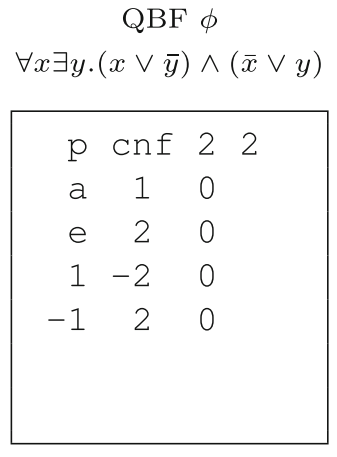 QBF ϕ
∀x∃y.(x ∨ ȳ) ∧ (x̄ ∨ y)
p cnf 2 2
a 1 0
e 2 0
1 -2 0
-1 2 0